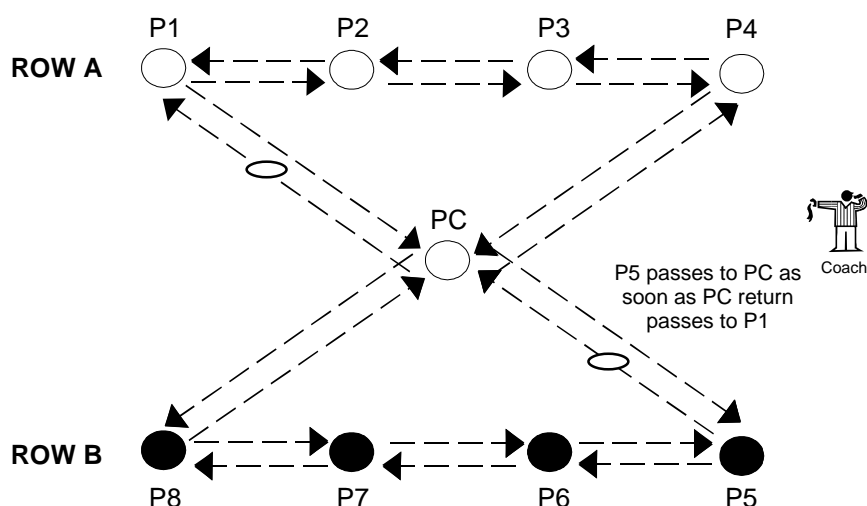 P1 P2 P3 P4
ROW A
PC
Coach
P5 passes to PC as
soon as PC return
passes to P1
ROW B
P8 P7 P6 P5